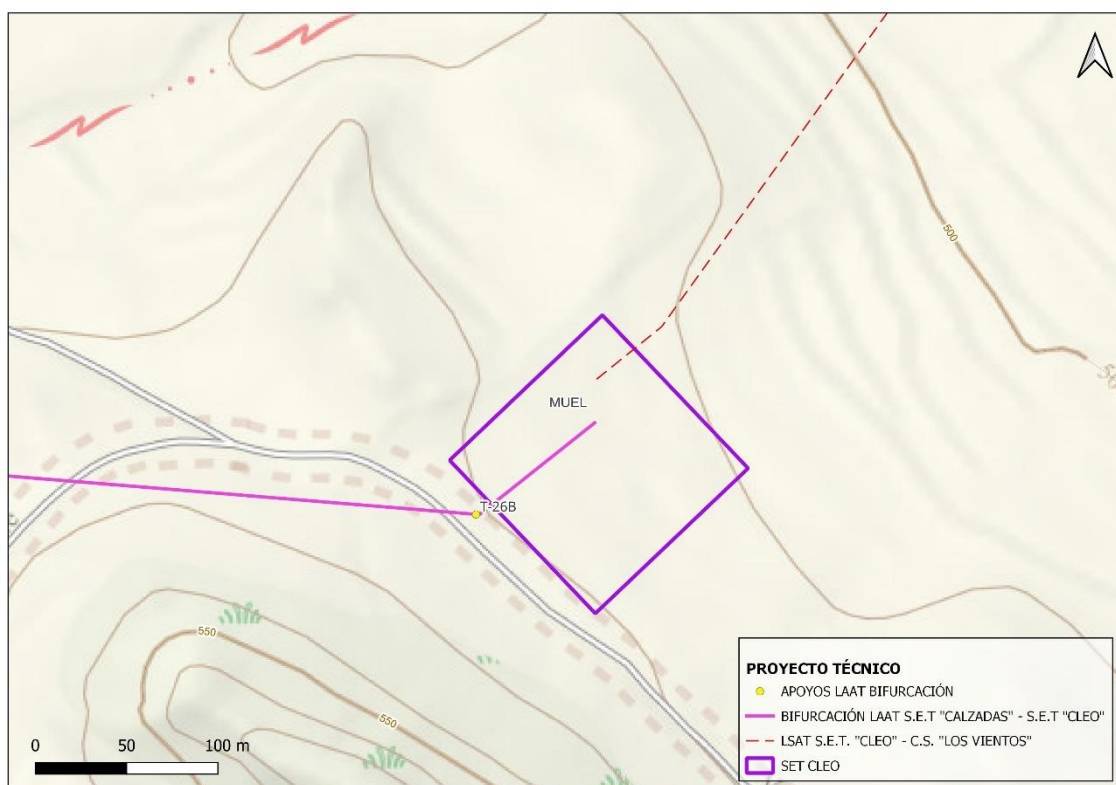 500
MUEL
T-26B
550
550
0 50 100 m
PROYECTO TÉCNICO
APOYOS LAAT BIFURCACIÓN
BIFURCACIÓN LAAT S.E.T "CALZADAS" - S.E.T "CLEO"
LSAT S.E.T. "CLEO" - C.S. "LOS VIENTOS"
SET CLEO